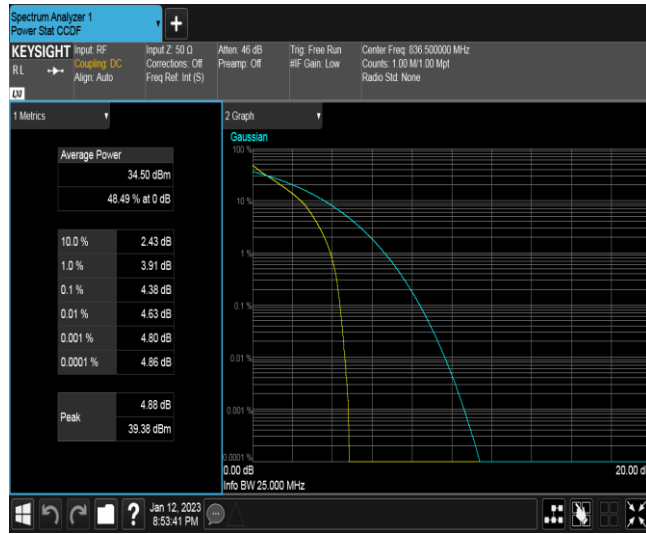 Spectrum Analyzer 1
Power Stat CCDF
+
KEYSIGHT
RL
LXI
Input: RF
Coupling: DC
Align: Auto
Input Z: 50 Ω
Corrections: Off
Freq Ref: Int (S)
Atten: 46 dB
Preamp: Off
Trig: Free Run
#IF Gain: Low
Center Freq: 836.500000 MHz
Counts: 1.00 M/1.00 Mpt
Radio Std: None
1 Metrics
Average Power
34.50 dBm
48.49 % at 0 dB
10.0 % 2.43 dB
1.0 % 3.91 dB
0.1 % 4.38 dB
0.01 % 4.63 dB
0.001 % 4.80 dB
0.0001 % 4.86 dB
Peak
4.88 dB
39.38 dBm
2 Graph
Gaussian
100 %
10 %
1 %
0.1 %
0.01 %
0.001 %
0.0001 %
0.00 dB
20.00 d
Info BW 25.000 MHz
?
Jan 12, 2023
8:53:41 PM